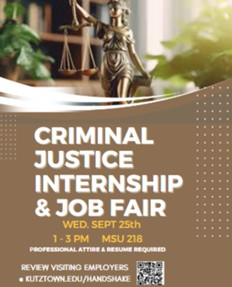 CRIMINAL
JUSTICE
INTERNSHIP
& JOB FAIR
WED. SEPT 25th
1 - 3 PM MSU 218
PROFESSIONAL ATTIRE & RESUME REQUIRED
REVIEW VISITING EMPLOYERS
KUTZTOWN.EDU/HANDSHAKE